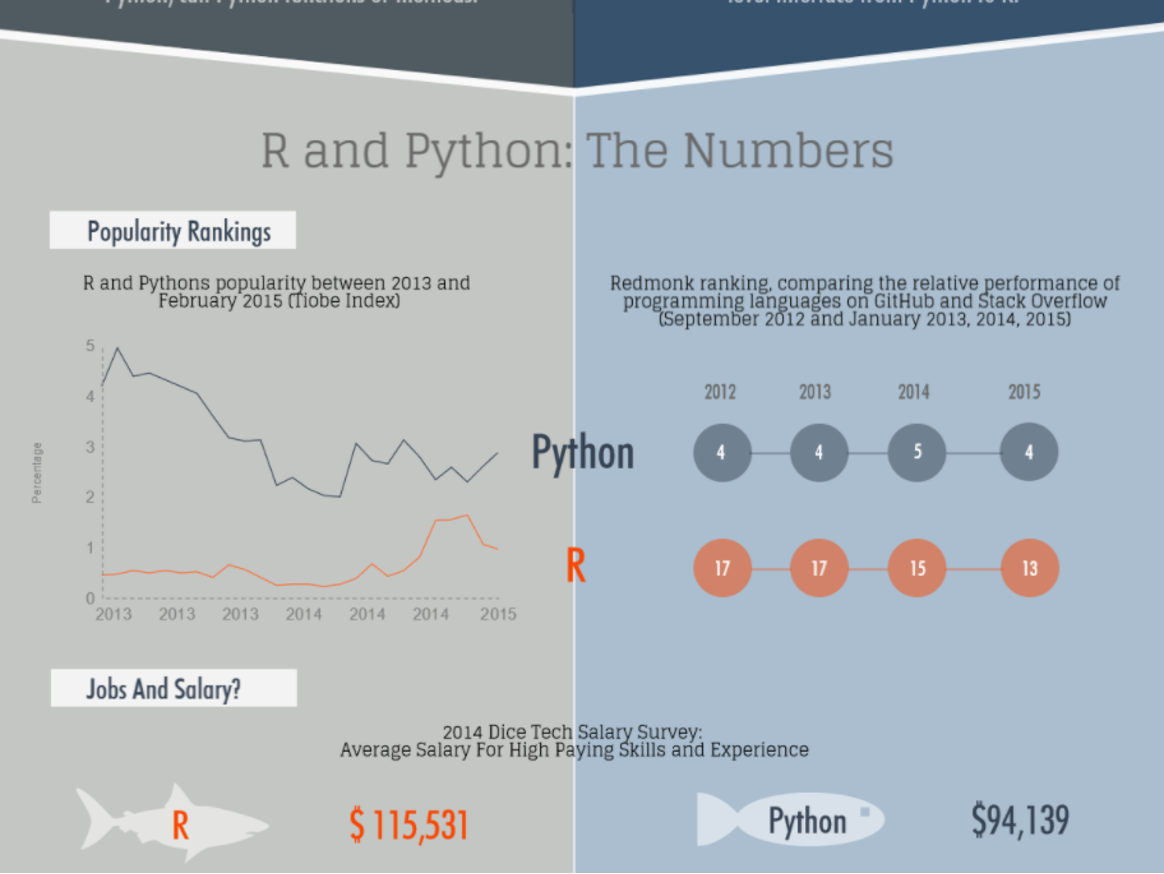 R and Python: The Numbers
Popularity Rankings
R and Pythons popularity between 2013 and
February 2015 (Tiobe Index)
5
4
3
2
1
0
Percentage
2013 2013 2013 2014 2014 2014 2015
Redmonk ranking, comparing the relative performance of
programming languages on GitHub and Stack Overflow
(September 2012 and January 2013, 2014, 2015)
2012 2013 2014 2015
Python 4 4 5 4
R 17 17 15 13
Jobs And Salary?
2014 Dice Tech Salary Survey:
Average Salary For High Paying Skills and Experience
R $ 115,531 Python $94,139